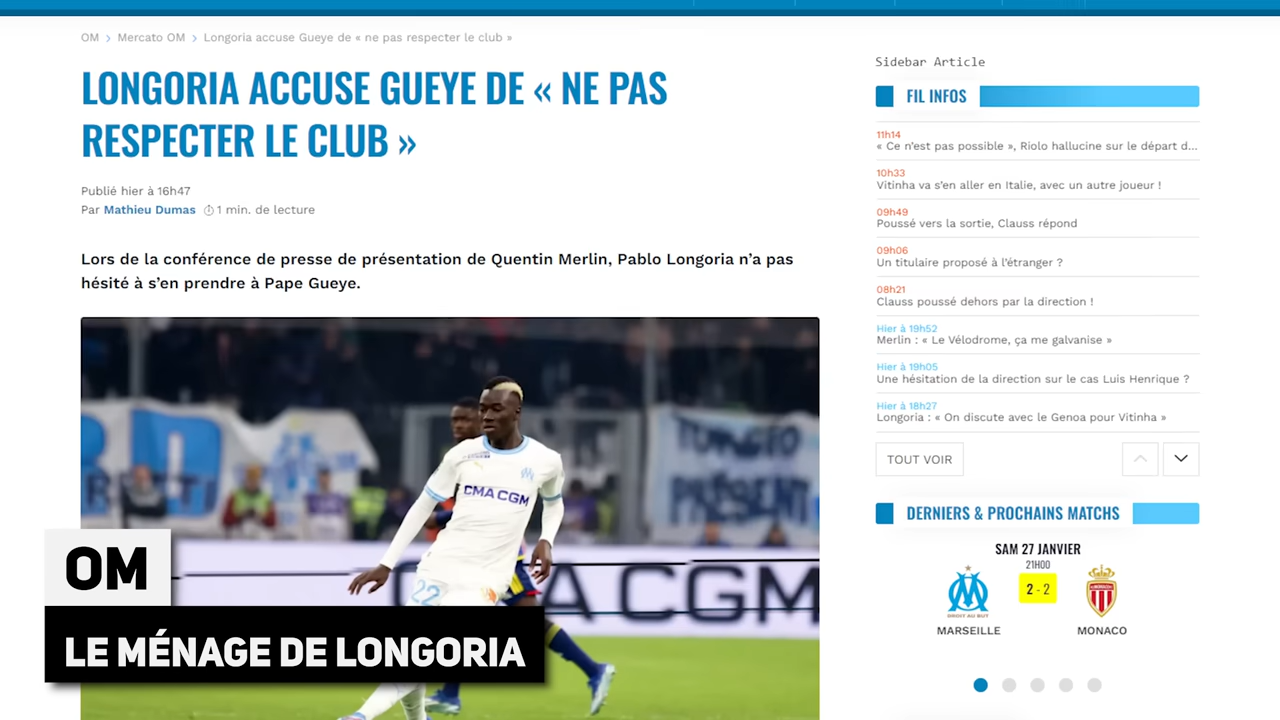 OM > Mercato OM > Longoria accuse Gueye de « ne pas respecter le club »
LONGORIA ACCUSE GUEYE DE « NE PAS
RESPECTER LE CLUB »
Publié hier à 16h47
Par Mathieu Dumas 1 min. de lecture
Lors de la conférence de presse de présentation de Quentin Merlin, Pablo Longoria n’a pas
hésité à s’en prendre à Pape Gueye.
CMA CGM
22
CMA CGM
TURGIO
PRÉSENT
OM
LE MÉNAGE DE LONGORIA
Sidebar Article
FIL INFOS
11h14
« Ce n’est pas possible », Riolo hallucine sur le départ d...
10h33
Vitinha va s’en aller en Italie, avec un autre joueur !
09h49
Poussé vers la sortie, Clauss répond
09h06
Un titulaire proposé à l’étranger ?
08h21
Clauss poussé dehors par la direction !
Hier à 19h52
Merlin : « Le Vélodrome, ça me galvanise »
Hier à 19h05
Une hésitation de la direction sur le cas Luis Henrique ?
Hier à 18h27
Longoria : « On discute avec le Genoa pour Vitinha »
TOUT VOIR
DERNIERS & PROCHAINS MATCHS
SAM 27 JANVIER
21H00
2 - 2
DROIT AU BUT
MARSEILLE
MONACO